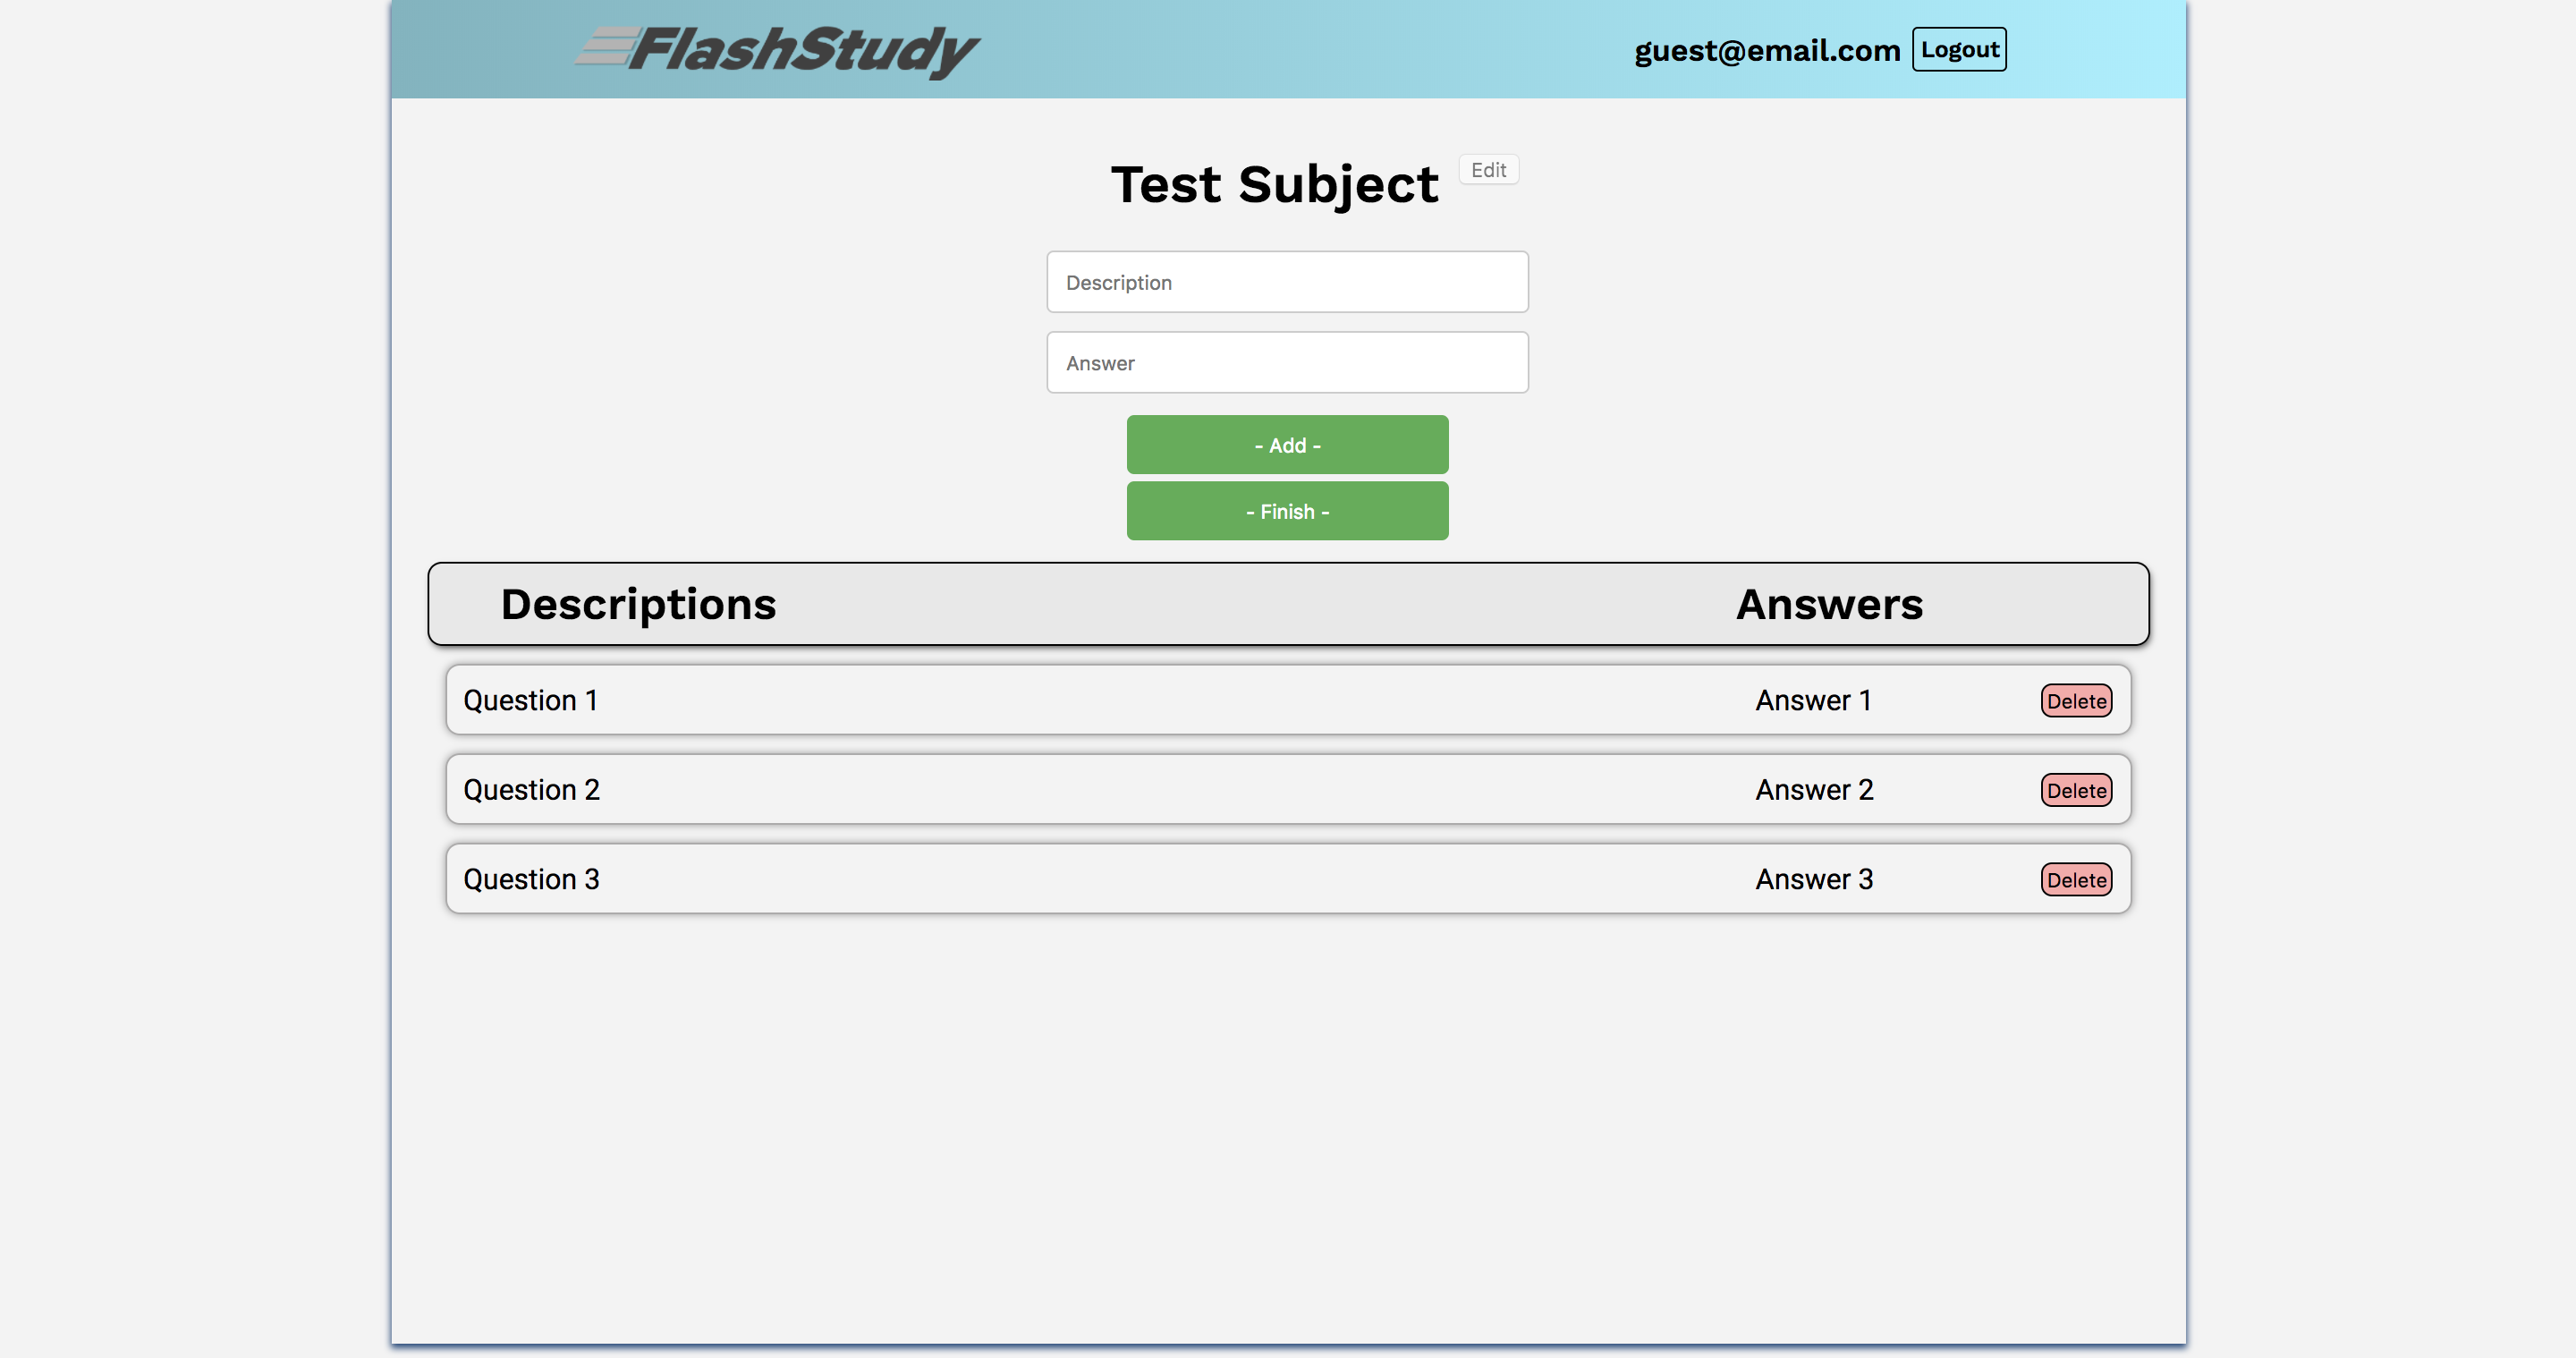 FlashStudy
guest@email.com Logout
Test Subject Edit
Description
Answer
- Add -
- Finish -
Descriptions Answers
Question 1 Answer 1 Delete
Question 2 Answer 2 Delete
Question 3 Answer 3 Delete